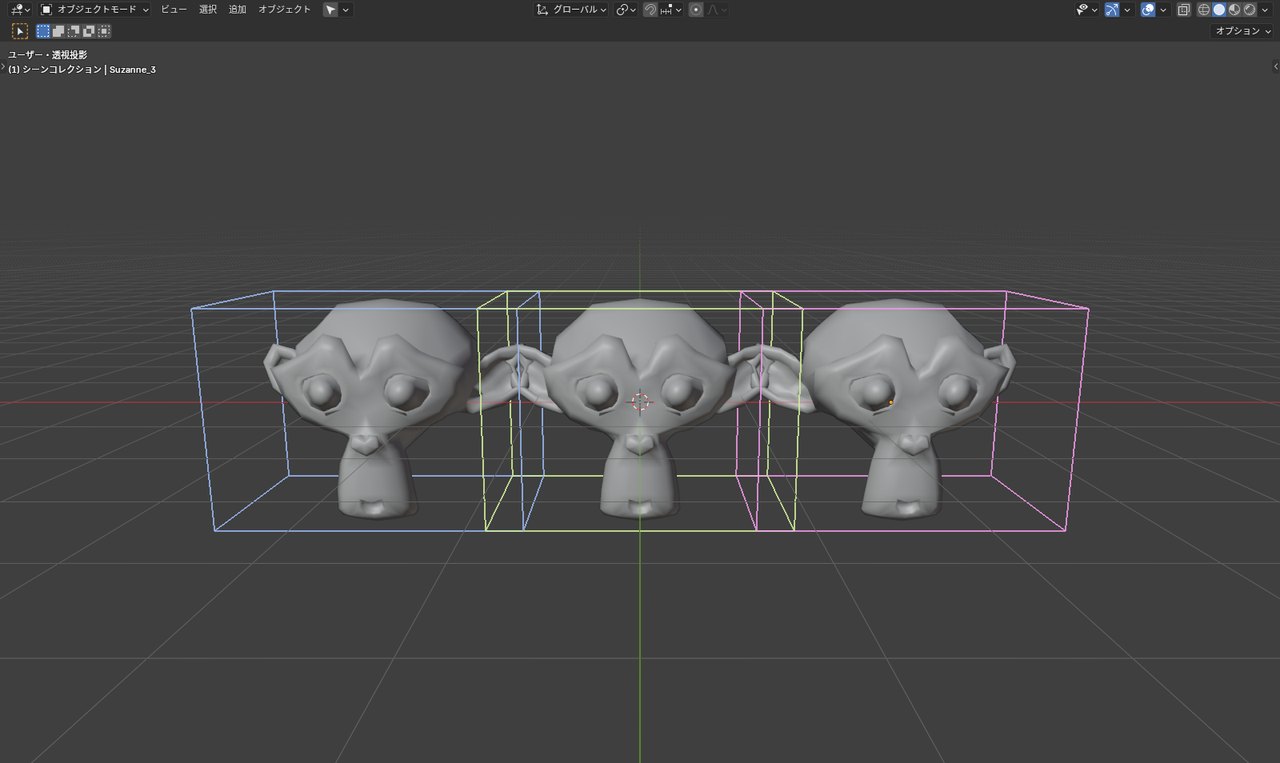 オブジェクトモード ビュー 選択 追加 オブジェクト グローバル
オプション
ユーザー・透視投影
(1) シーンコレクション | Suzanne_3